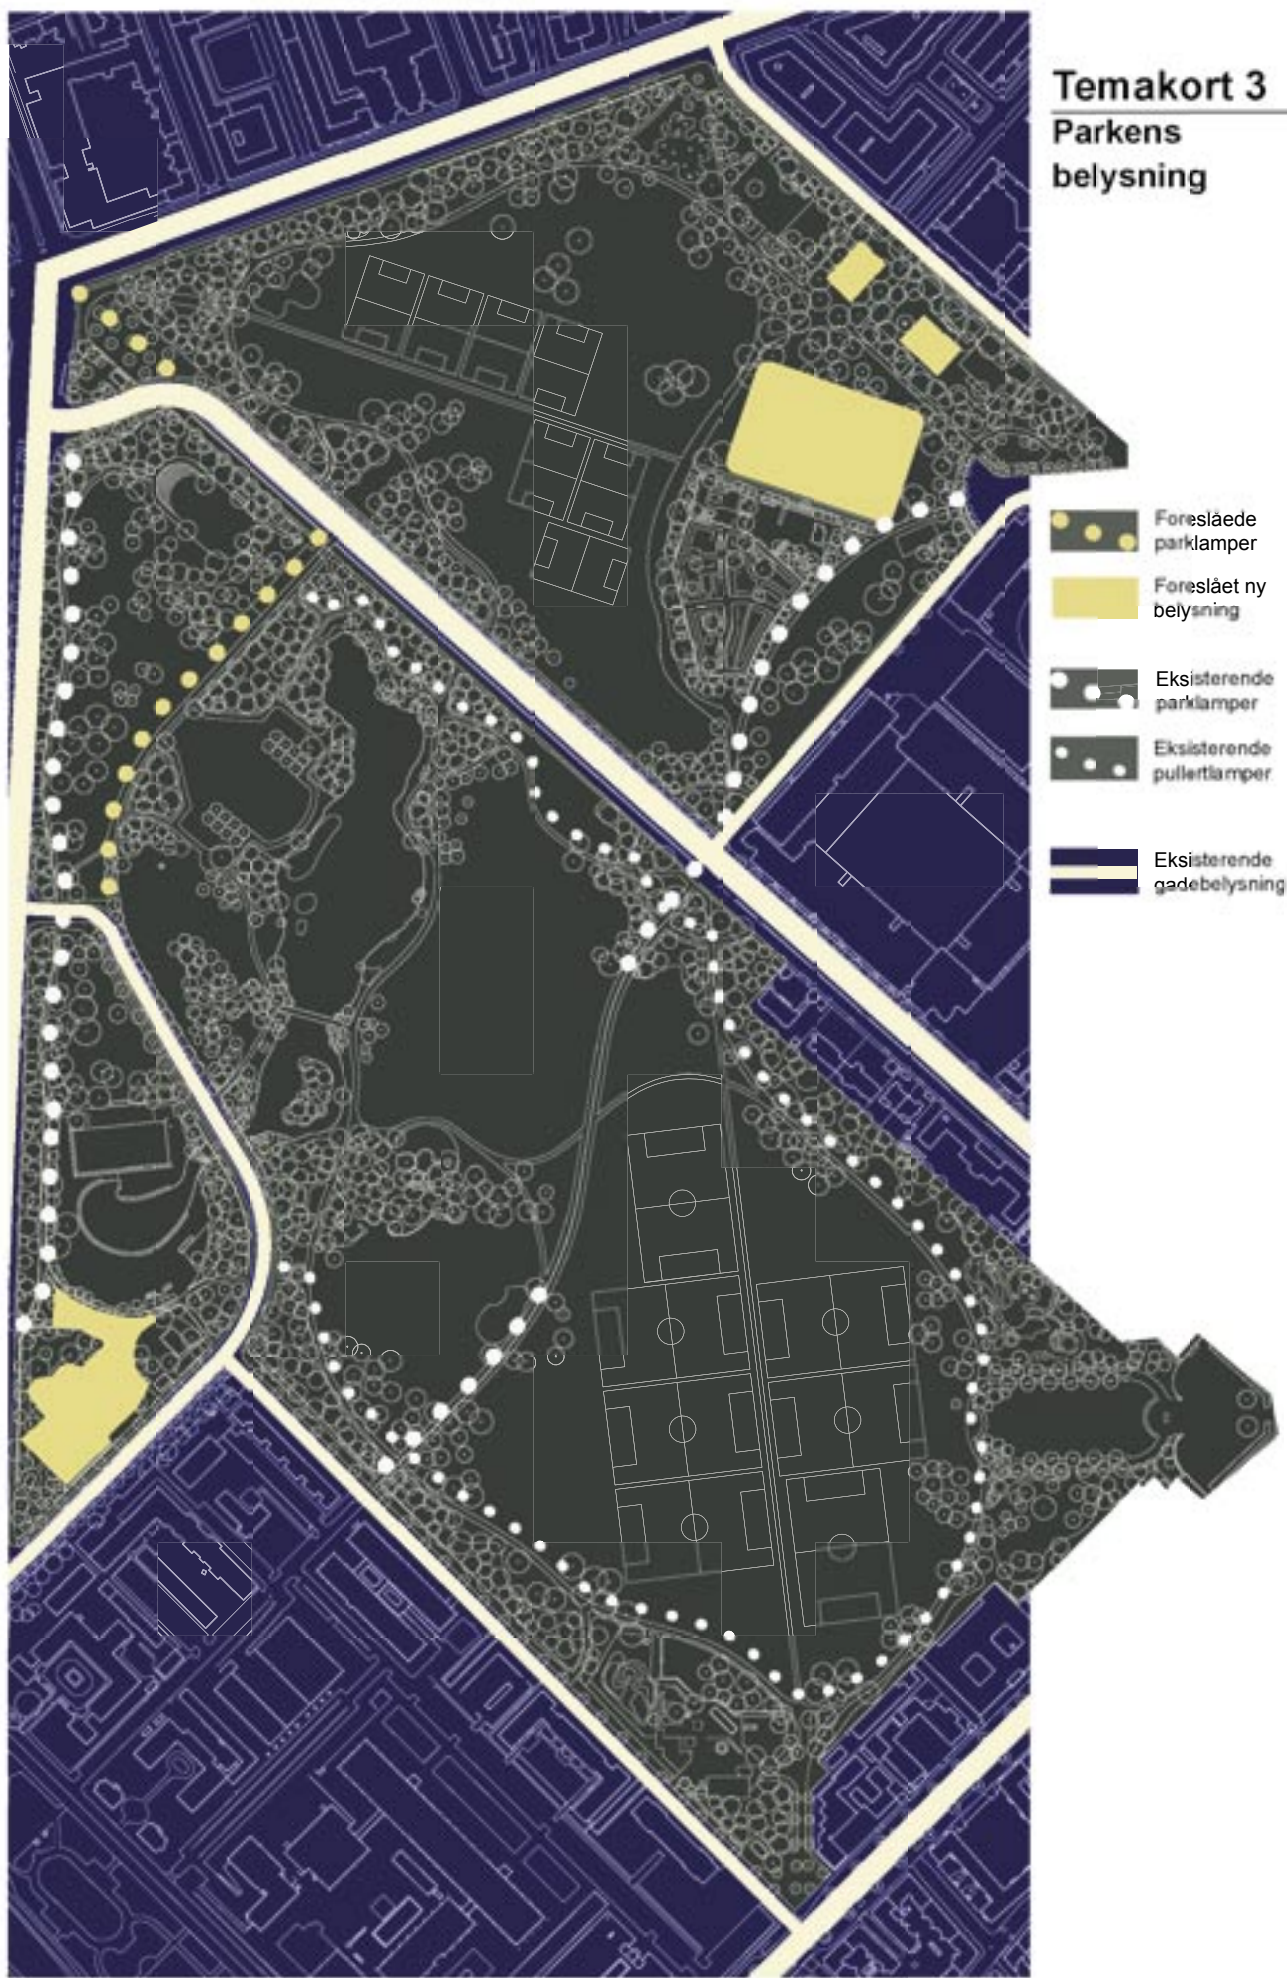 Temakort 3
Parkens
belysning
Foreslåede
parklamper
Foreslået ny
belysning
Eksisterende
parklamper
Eksisterende
pullertlamper
Eksisterende
gadebelysning